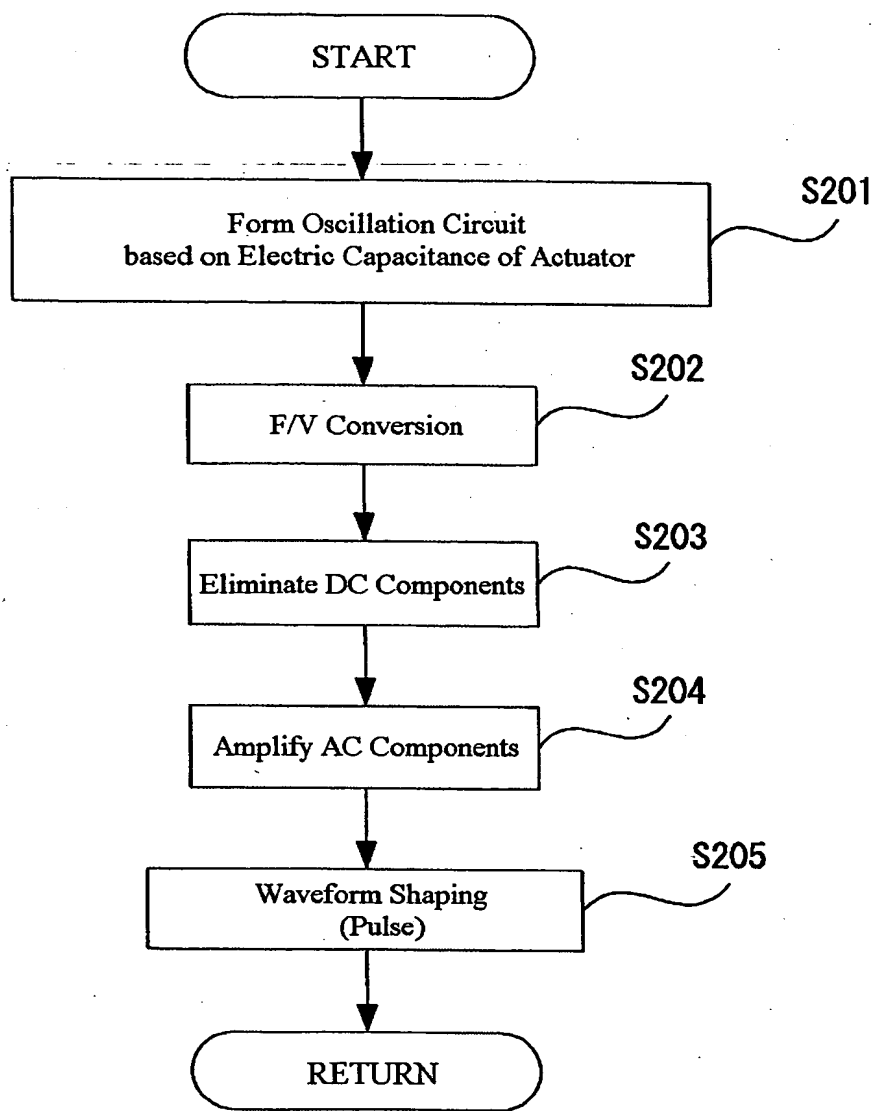 START
S201
Form Oscillation Circuit
based on Electric Capacitance of Actuator
S202
F/V Conversion
S203
Eliminate DC Components
S204
Amplify AC Components
S205
Waveform Shaping
(Pulse)
RETURN